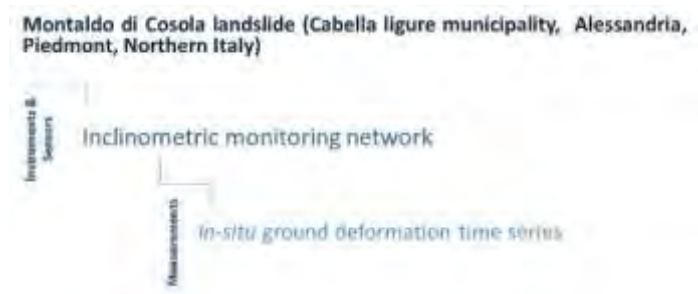 Montaldo di Cosola landslide (Cabella ligure municipality, Alessandria,
Piedmont, Northern Italy)
Instruments &
Sensors
Inclinometric monitoring network
Measurements
In-situ ground deformation time series